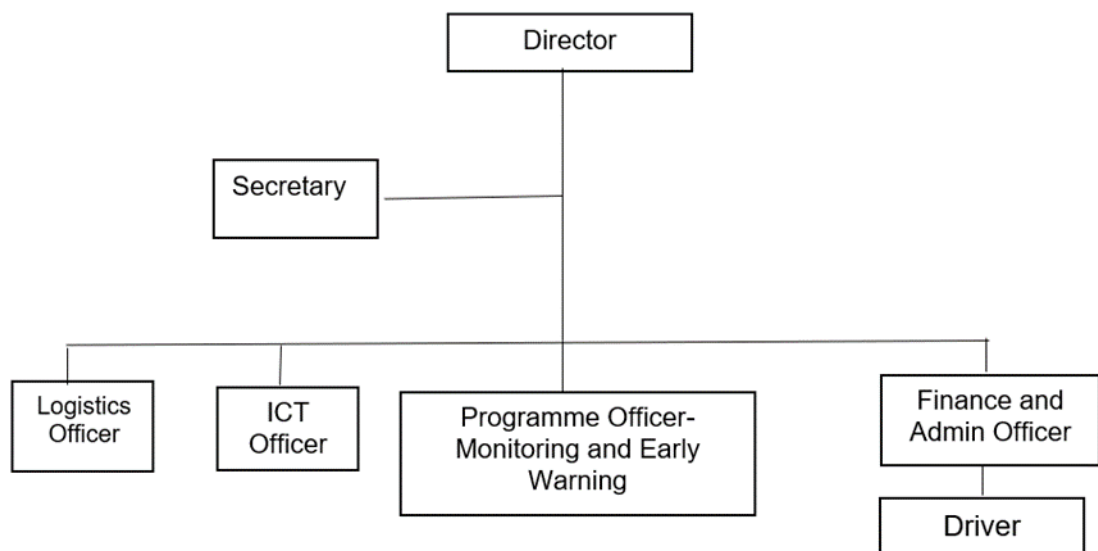 Director
Secretary
Logistics
Officer
ICT
Officer
Programme Officer-
Monitoring and Early
Warning
Finance and
Admin Officer
Driver